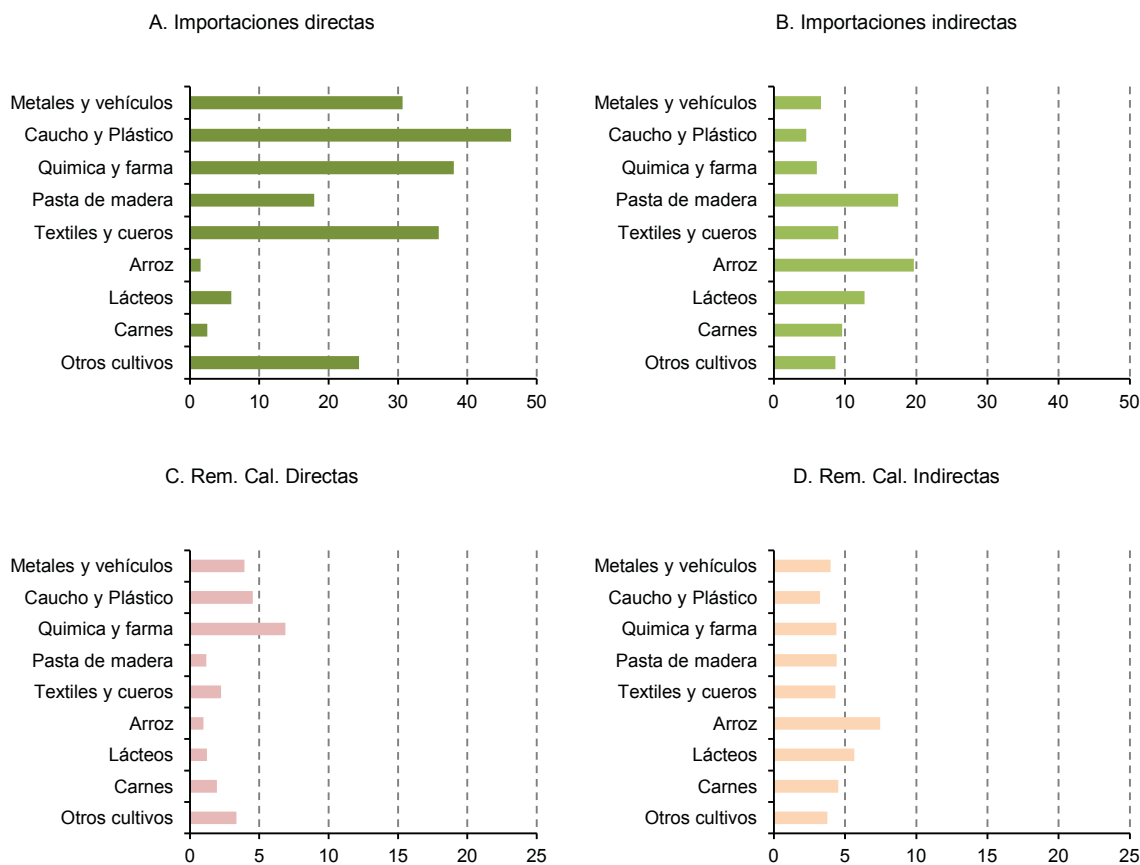 A. Importaciones directas
Metales y vehículos
Caucho y Plástico
Quimica y farma
Pasta de madera
Textiles y cueros
Arroz
Lácteos
Carnes
Otros cultivos
0 10 20 30 40 50
B. Importaciones indirectas
Metales y vehículos
Caucho y Plástico
Quimica y farma
Pasta de madera
Textiles y cueros
Arroz
Lácteos
Carnes
Otros cultivos
0 10 20 30 40 50
C. Rem. Cal. Directas
Metales y vehículos
Caucho y Plástico
Quimica y farma
Pasta de madera
Textiles y cueros
Arroz
Lácteos
Carnes
Otros cultivos
0 5 10 15 20 25
D. Rem. Cal. Indirectas
Metales y vehículos
Caucho y Plástico
Quimica y farma
Pasta de madera
Textiles y cueros
Arroz
Lácteos
Carnes
Otros cultivos
0 5 10 15 20 25